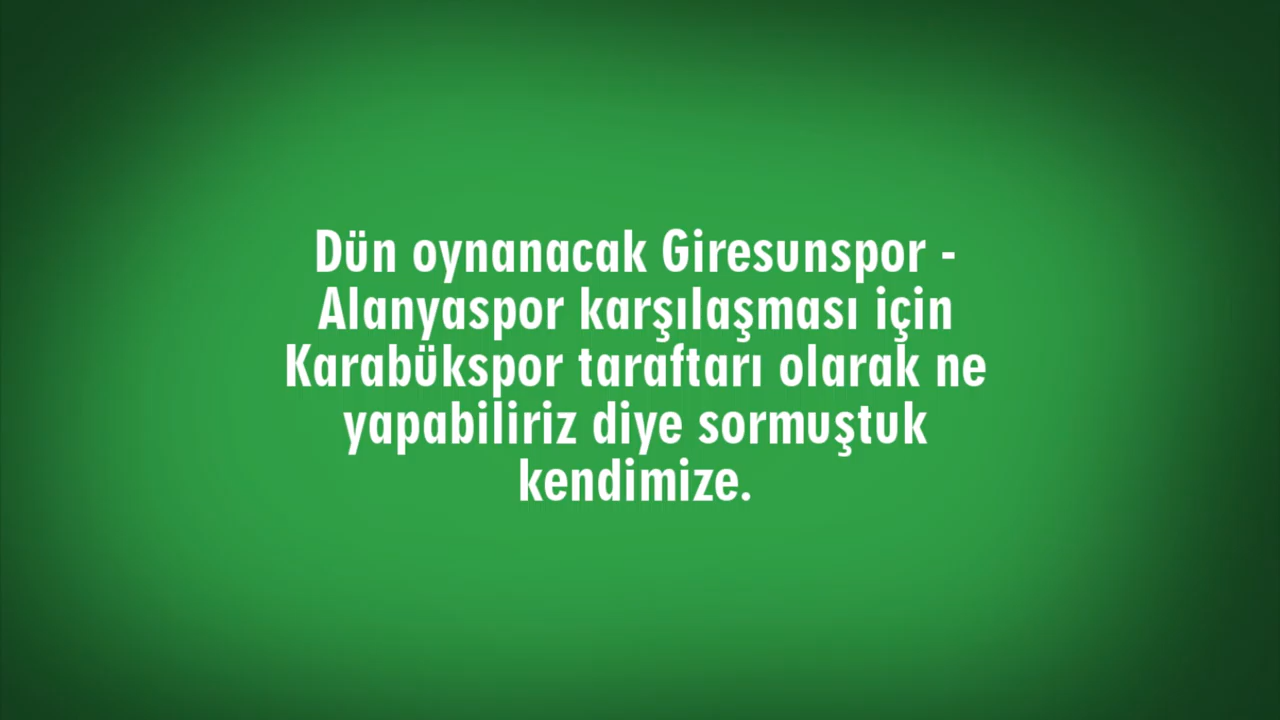 Dün oynanacak Giresunspor -
Alanyaspor karşılaşması için
Karabükspor taraftarı olarak ne
yapabiliriz diye sormuştuk
kendimize.